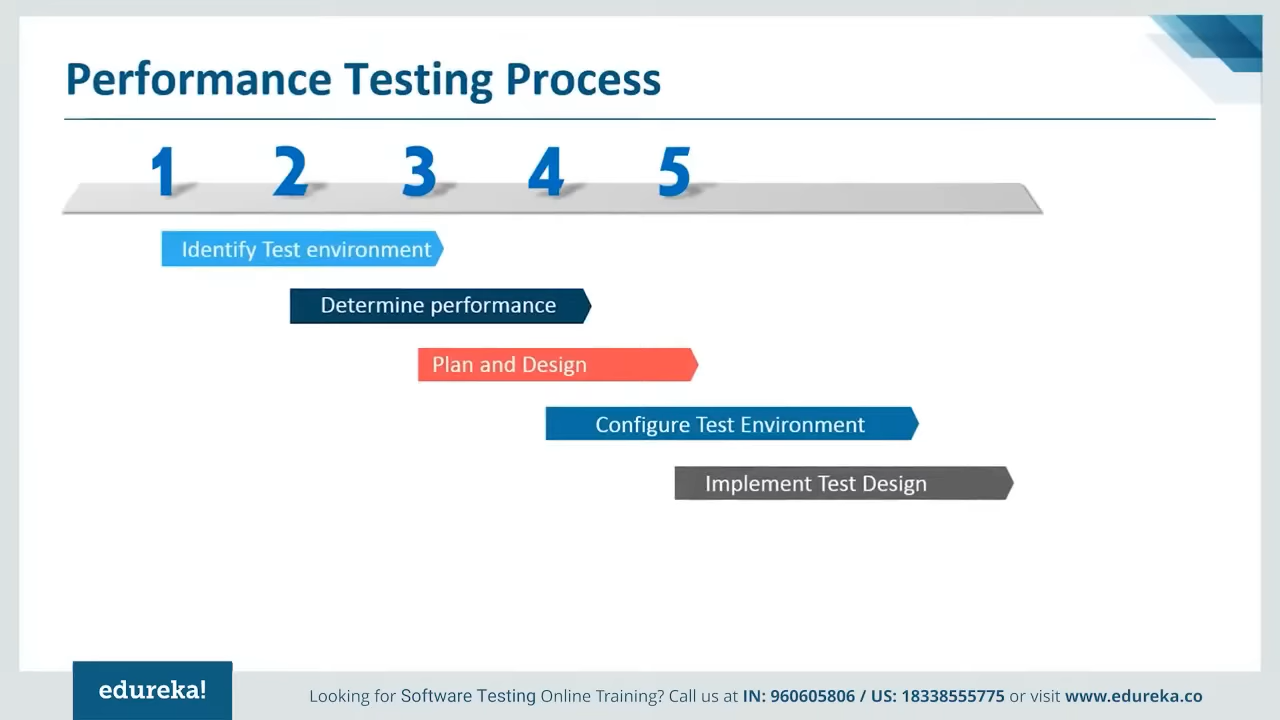 Performance Testing Process
1 2 3 4 5
Identify Test environment
Determine performance
Plan and Design
Configure Test Environment
Implement Test Design
edureka!
Looking for Software Testing Online Training? Call us at IN: 960605806 / US: 18338555775 or visit www.edureka.co